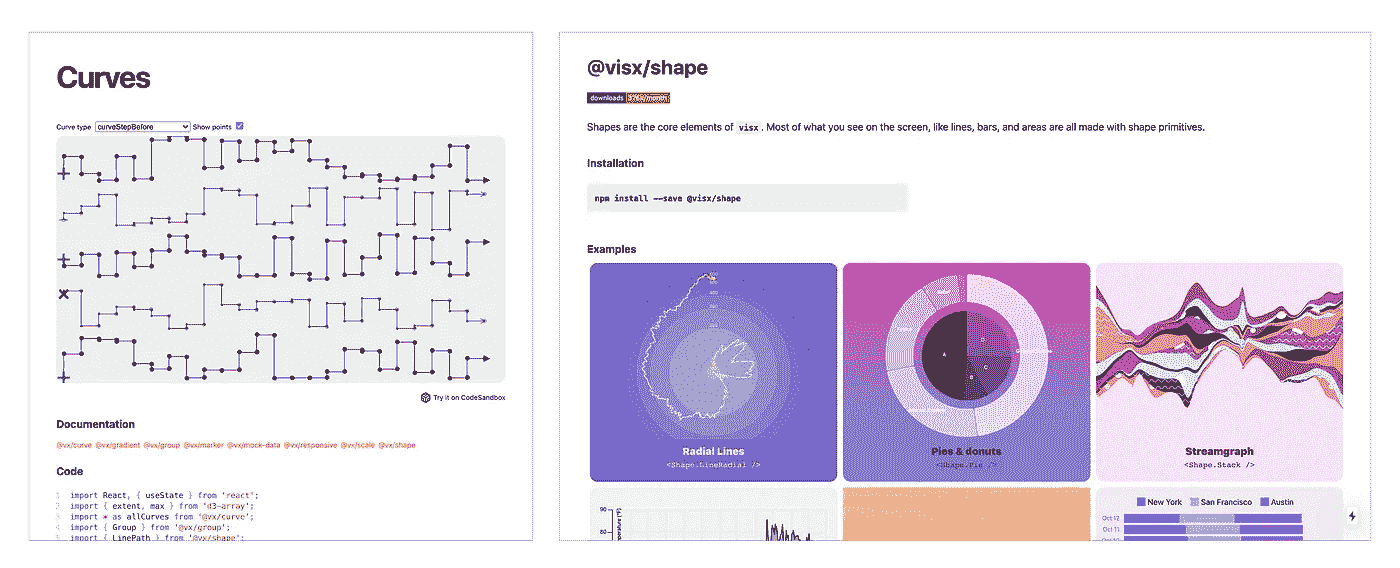 Curves
Curve type curveStepBefore Show points
Try it on CodeSandbox
Documentation
@vx/curve @vx/gradient @vx/group @vx/marker @vx/mock-data @vx/responsive @vx/scale @vx/shape
Code
1 import React, { useState } from 'react';
2 import { extent, max } from 'd3-array';
3 import * as allCurves from '@vx/curve';
4 import { Group } from '@vx/group';
5 import { LinePath } from '@vx/shape';
@visx/shape
downloads
Shapes are the core elements of visx. Most of what you see on the screen, like lines, bars, and areas are all made with shape primitives.
Installation
npm install --save @visx/shape
Examples
Radial Lines
<Shape.LineRadial />
Pies & donuts
<Shape.Pie />
Streamgraph
<Shape.Stack />
90
80
New York San Francisco Austin
Oct 12
Oct 11